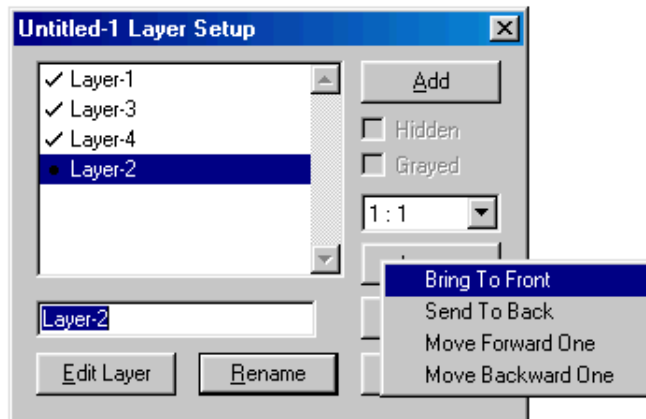 Untitled-1 Layer Setup
Layer-1
Layer-3
Layer-4
Layer-2
Add
Hidden
Grayed
1 : 1
Layer-2
Edit Layer
Rename
Bring To Front
Send To Back
Move Forward One
Move Backward One